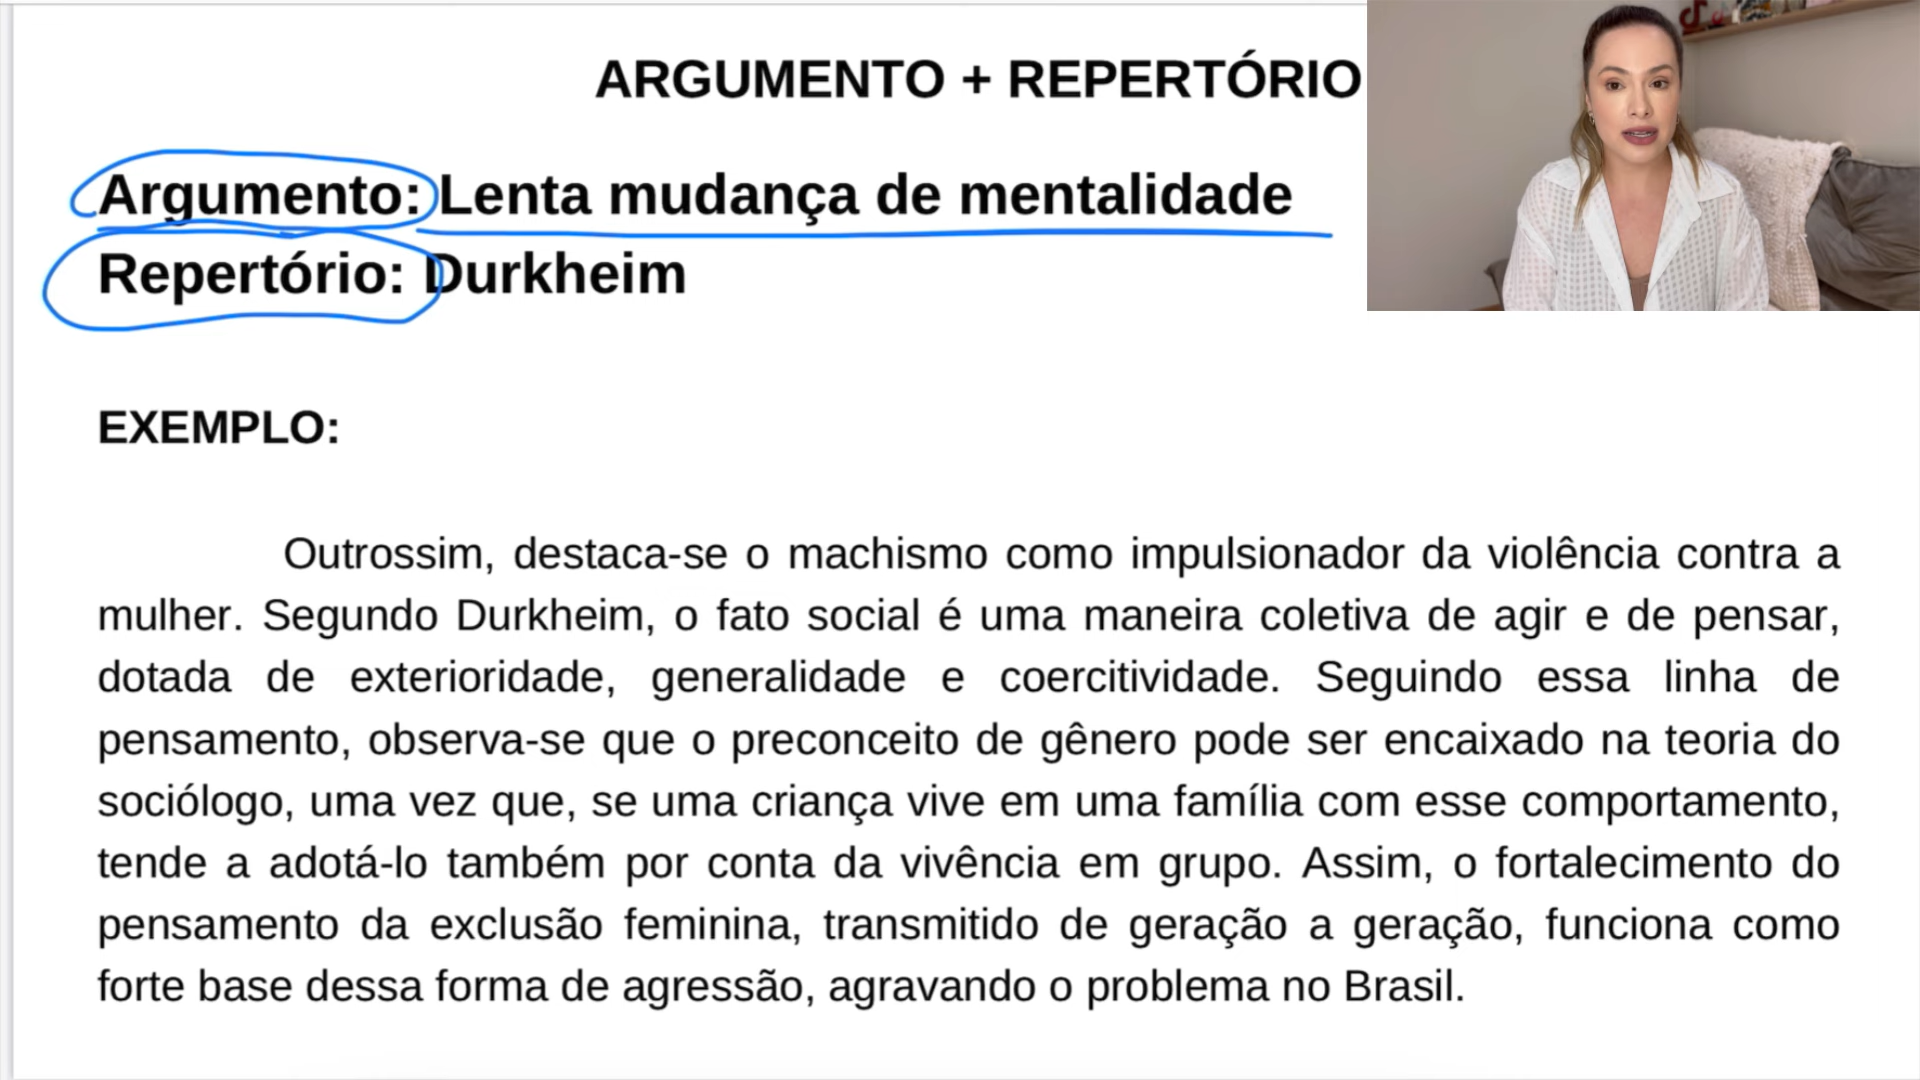 ARGUMENTO + REPERTÓRIO
Argumento: Lenta mudança de mentalidade
Repertório: Durkheim
EXEMPLO:
Outrossim, destaca-se o machismo como impulsionador da violência contra a
mulher. Segundo Durkheim, o fato social é uma maneira coletiva de agir e de pensar,
dotada de exterioridade, generalidade e coercitividade. Seguindo essa linha de
pensamento, observa-se que o preconceito de gênero pode ser encaixado na teoria do
sociólogo, uma vez que, se uma criança vive em uma família com esse comportamento,
tende a adotá-lo também por conta da vivência em grupo. Assim, o fortalecimento do
pensamento da exclusão feminina, transmitido de geração a geração, funciona como
forte base dessa forma de agressão, agravando o problema no Brasil.